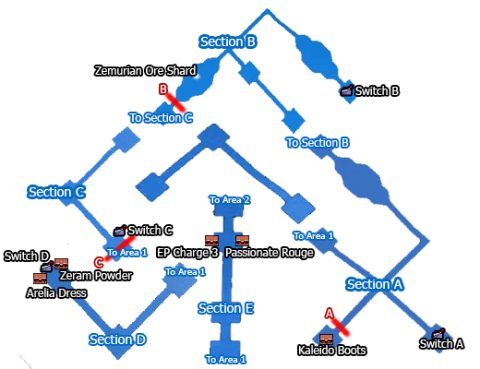 Section B
Zemurian Ore Shard
B
Switch B
To Section C
To Section B
Section C
To Area 2
Switch C
To Area 1
To Area 1
EP Charge 3
Passionate Rouge
C
Switch D
Zeram Powder
To Area 1
Arelia Dress
Section A
Section E
A
Section D
Switch A
Kaleido Boots
To Area 1